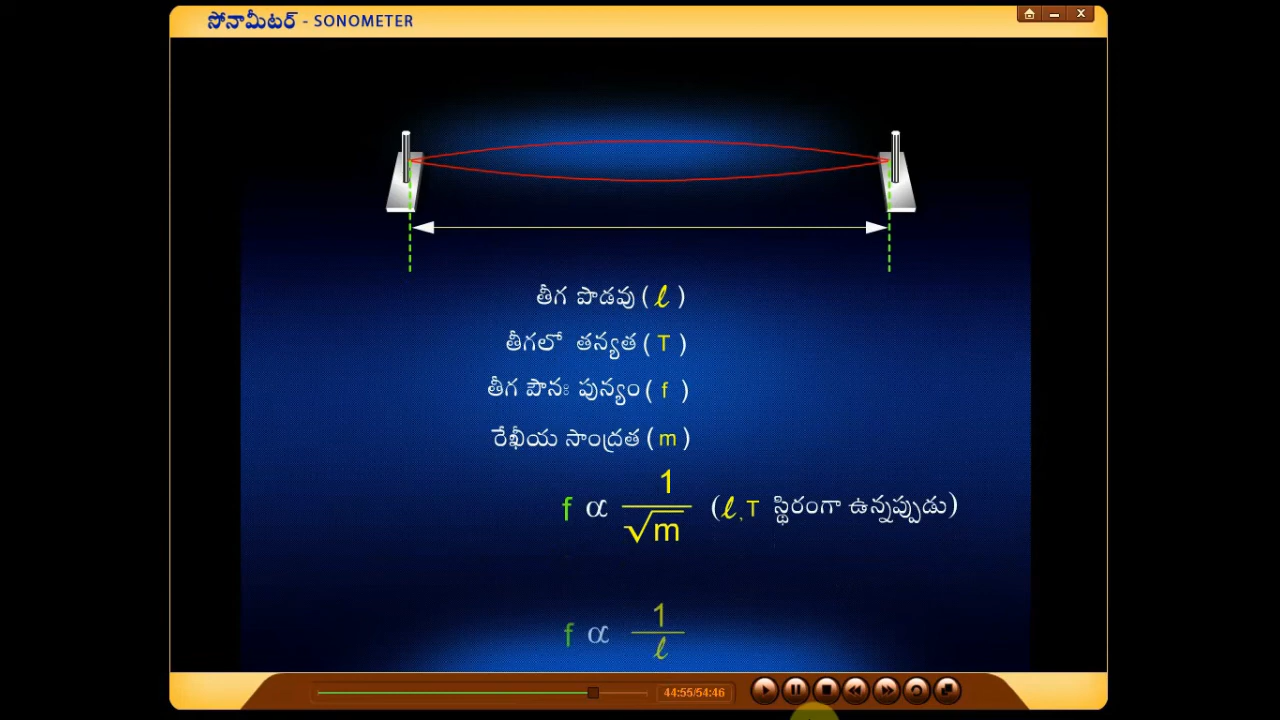 సోనామీటర్ - SONOMETER
తీగ పొడవు ( ℓ )
తీగలో తన్యత ( T )
తీగ పౌనః పున్యం ( f )
రేఖీయ సాంద్రత ( m )
f ∝ 1/√m (ℓ,T స్థిరంగా ఉన్నప్పుడు)
f ∝ 1/ℓ
44:55/54:46